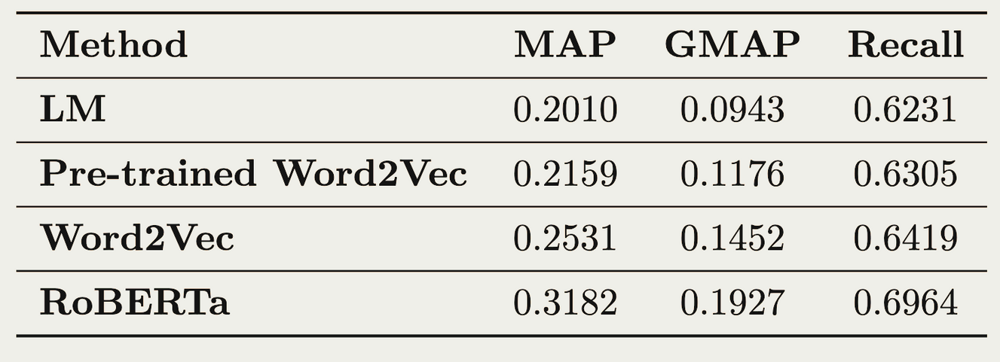 Method MAP GMAP Recall
LM 0.2010 0.0943 0.6231
Pre-trained Word2Vec 0.2159 0.1176 0.6305
Word2Vec 0.2531 0.1452 0.6419
RoBERTa 0.3182 0.1927 0.6964